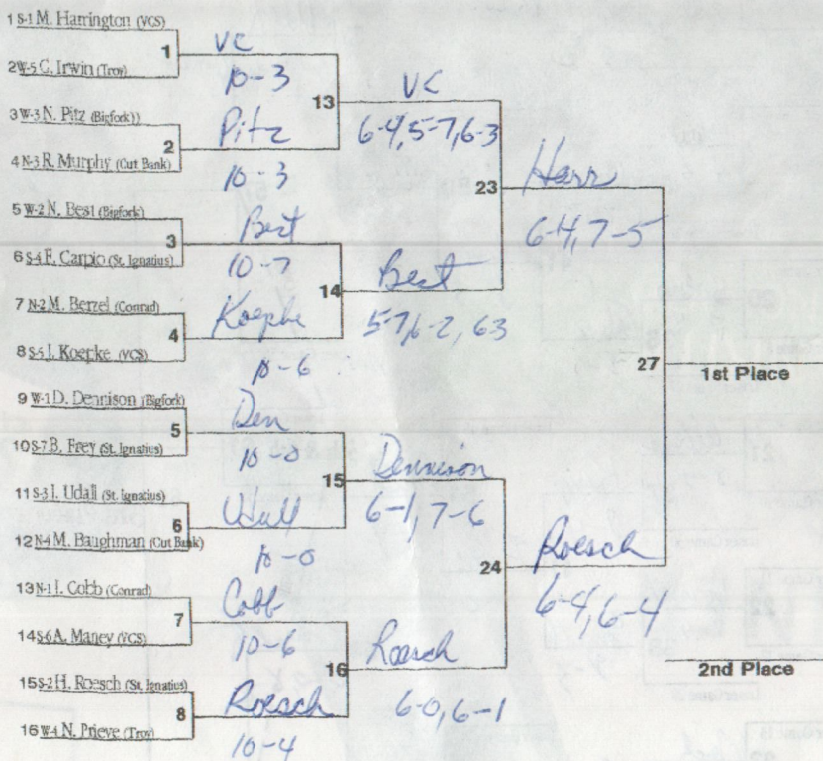 1 S-1 M. Harrington (VCS)
1
VC
2 W-5 C. Irwin (Troy)
10-3
13
VC
3 W-3 N. Pitz (Bigfork))
2
Pitz
6-4, 5-7, 6-3
4 N-3 R. Murphy (Cut Bank)
10-3
23
Harr
5 W-2 N. Best (Bigfork)
3
Best
6-4, 7-5
6 S-4 F. Carpio (St. Ignatius)
10-7
14
Best
7 N-2 M. Berzel (Conrad)
4
Koepke
5-7, 6-2, 63
8 S-5 J. Koepke (VCS)
10-6
27
1st Place
9 W-1 D. Dennison (Bigfork)
5
Den
10 S-7 B. Frey (St. Ignatius)
10-0
15
Dennison
11 S-3 I. Udall (St. Ignatius)
6
Udall
6-1, 7-6
12 N-4 M. Baughman (Cut Bank)
10-0
24
Roesch
13 N-1 I. Cobb (Conrad)
7
Cobb
6-4, 6-4
14 S-6 A. Maney (VCS)
10-6
16
Roesch
2nd Place
15 S-2 H. Roesch (St. Ignatius)
8
Roesch
6-0, 6-1
16 W-4 N. Prieve (Troy)
10-4